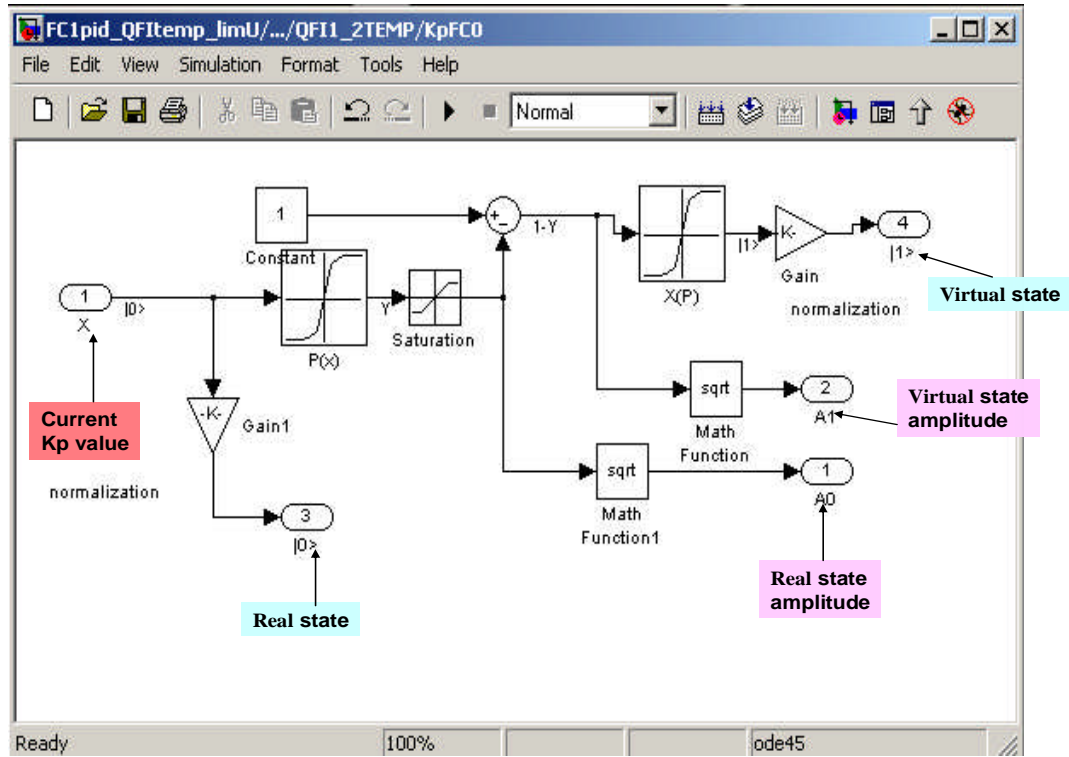 FC1pid_QFItemp_limU/.../QFI1_2TEMP/KpFC0
File Edit View Simulation Format Tools Help
Normal
1
Constant
+
-
1-Y
X(P)
|1>
K-
Gain
normalization
4
|1>
Virtual state
1
X
|0>
P(x)
Y
Saturation
sqrt
Math
Function
2
A1
Virtual state
amplitude
Current
Kp value
-K-
Gain1
normalization
sqrt
Math
Function1
1
A0
3
|0>
Real state
amplitude
Real state
Ready 100% ode45